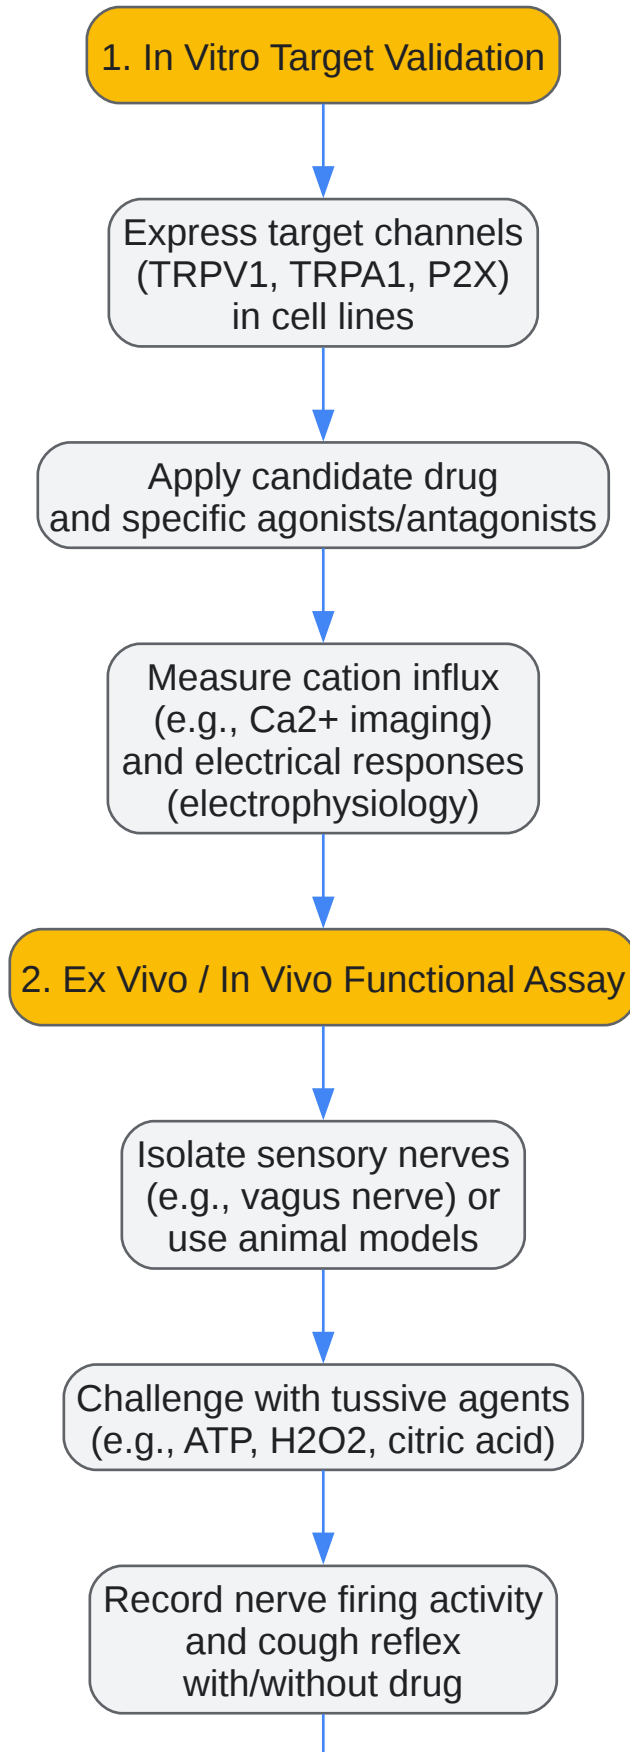 1. In Vitro Target Validation
Express target channels
(TRPV1, TRPA1, P2X)
in cell lines
Apply candidate drug
and specific agonists/antagonists
Measure cation influx
(e.g., Ca2+ imaging)
and electrical responses
(electrophysiology)
2. Ex Vivo / In Vivo Functional Assay
Isolate sensory nerves
(e.g., vagus nerve) or
use animal models
Challenge with tussive agents
(e.g., ATP, H2O2, citric acid)
Record nerve firing activity
and cough reflex
with/without drug